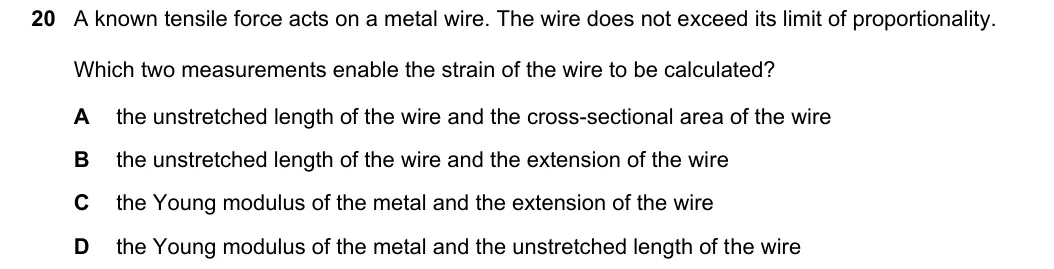 20 A known tensile force acts on a metal wire. The wire does not exceed its limit of proportionality.
Which two measurements enable the strain of the wire to be calculated?
A the unstretched length of the wire and the cross-sectional area of the wire
B the unstretched length of the wire and the extension of the wire
C the Young modulus of the metal and the extension of the wire
D the Young modulus of the metal and the unstretched length of the wire